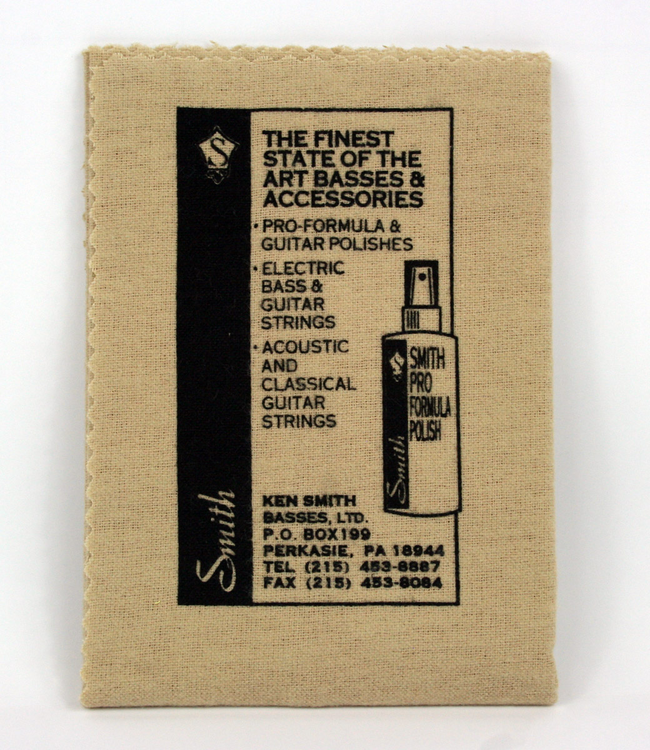 S
THE FINEST
STATE OF THE
ART BASSES &
ACCESSORIES
• PRO-FORMULA &
GUITAR POLISHES
• ELECTRIC
BASS &
GUITAR
STRINGS
• ACOUSTIC
AND
CLASSICAL
GUITAR
STRINGS
SMITH
PRO
FORMULA
POLISH
Smith
Smith
KEN SMITH
BASSES, LTD.
P.O. BOX 199
PERKASIE, PA 18944
TEL (215) 453-8887
FAX (215) 453-8084